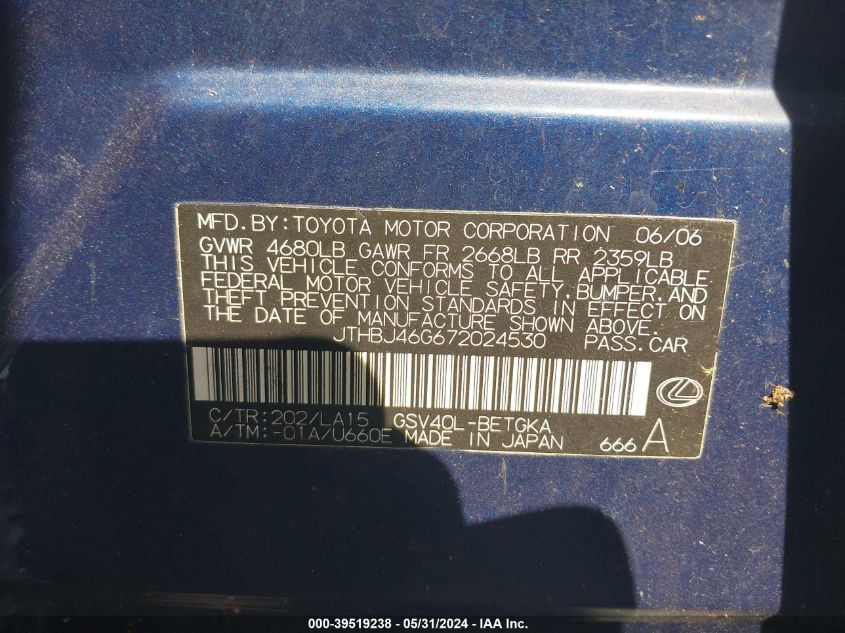 MFD.BY:TOYOTA MOTOR CORPORATION 06/06
GVWR 4680LB GAWR FR 2668LB RR 2359LB
THIS VEHICLE CONFORMS TO ALL APPLICABLE
FEDERAL MOTOR VEHICLE SAFETY,BUMPER,AND
THEFT PREVENTION STANDARDS IN EFFECT ON
THE DATE OF MANUFACTURE SHOWN ABOVE.
JTHBJ46G672024530 PASS.CAR
C/TR:202/LA15 GSV40L-BETGKA
A/TM:-01A/U660E MADE IN JAPAN 666 A
000-39519238 - 05/31/2024 - IAA Inc.